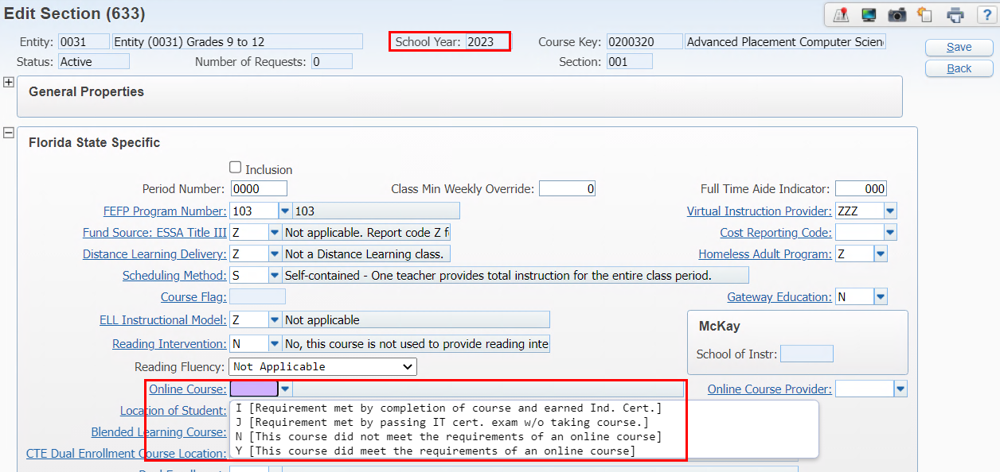 Edit Section (633)
Entity: 0031 Entity (0031) Grades 9 to 12 School Year: 2023 Course Key: 0200320 Advanced Placement Computer Scien
Save
Status: Active Number of Requests: 0 Section: 001
Back
General Properties
Florida State Specific
Inclusion
Period Number: 0000 Class Min Weekly Override: 0 Full Time Aide Indicator: 000
FEFP Program Number: 103 103 Virtual Instruction Provider: ZZZ
Fund Source: ESSA Title III Z Not applicable. Report code Z f Cost Reporting Code:
Distance Learning Delivery: Z Not a Distance Learning class. Homeless Adult Program: Z
Scheduling Method: S Self-contained - One teacher provides total instruction for the entire class period.
Course Flag: Gateway Education: N
ELL Instructional Model: Z Not applicable
McKay
Reading Intervention: N No, this course is not used to provide reading inte
School of Instr:
Reading Fluency: Not Applicable
Online Course: Online Course Provider:
Location of Student: I [Requirement met by completion of course and earned Ind. Cert.]
J [Requirement met by passing IT cert. exam w/o taking course.]
Blended Learning Course: N [This course did not meet the requirements of an online course]
CTE Dual Enrollment Course Location: Y [This course did meet the requirements of an online course]